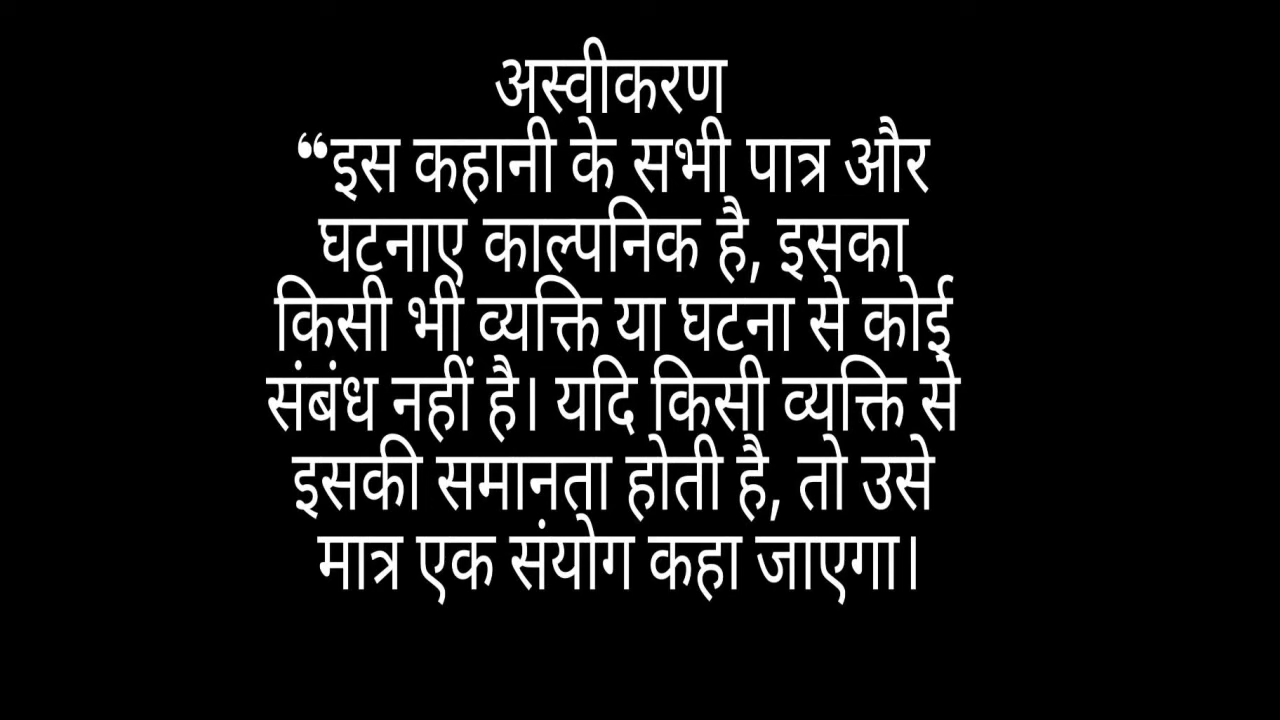 अस्वीकरण
“इस कहानी के सभी पात्र और
घटनाए काल्पनिक है, इसका
किसी भी व्यक्ति या घटना से कोई
संबंध नहीं है। यदि किसी व्यक्ति से
इसकी समानता होती है, तो उसे
मात्र एक संयोग कहा जाएगा।